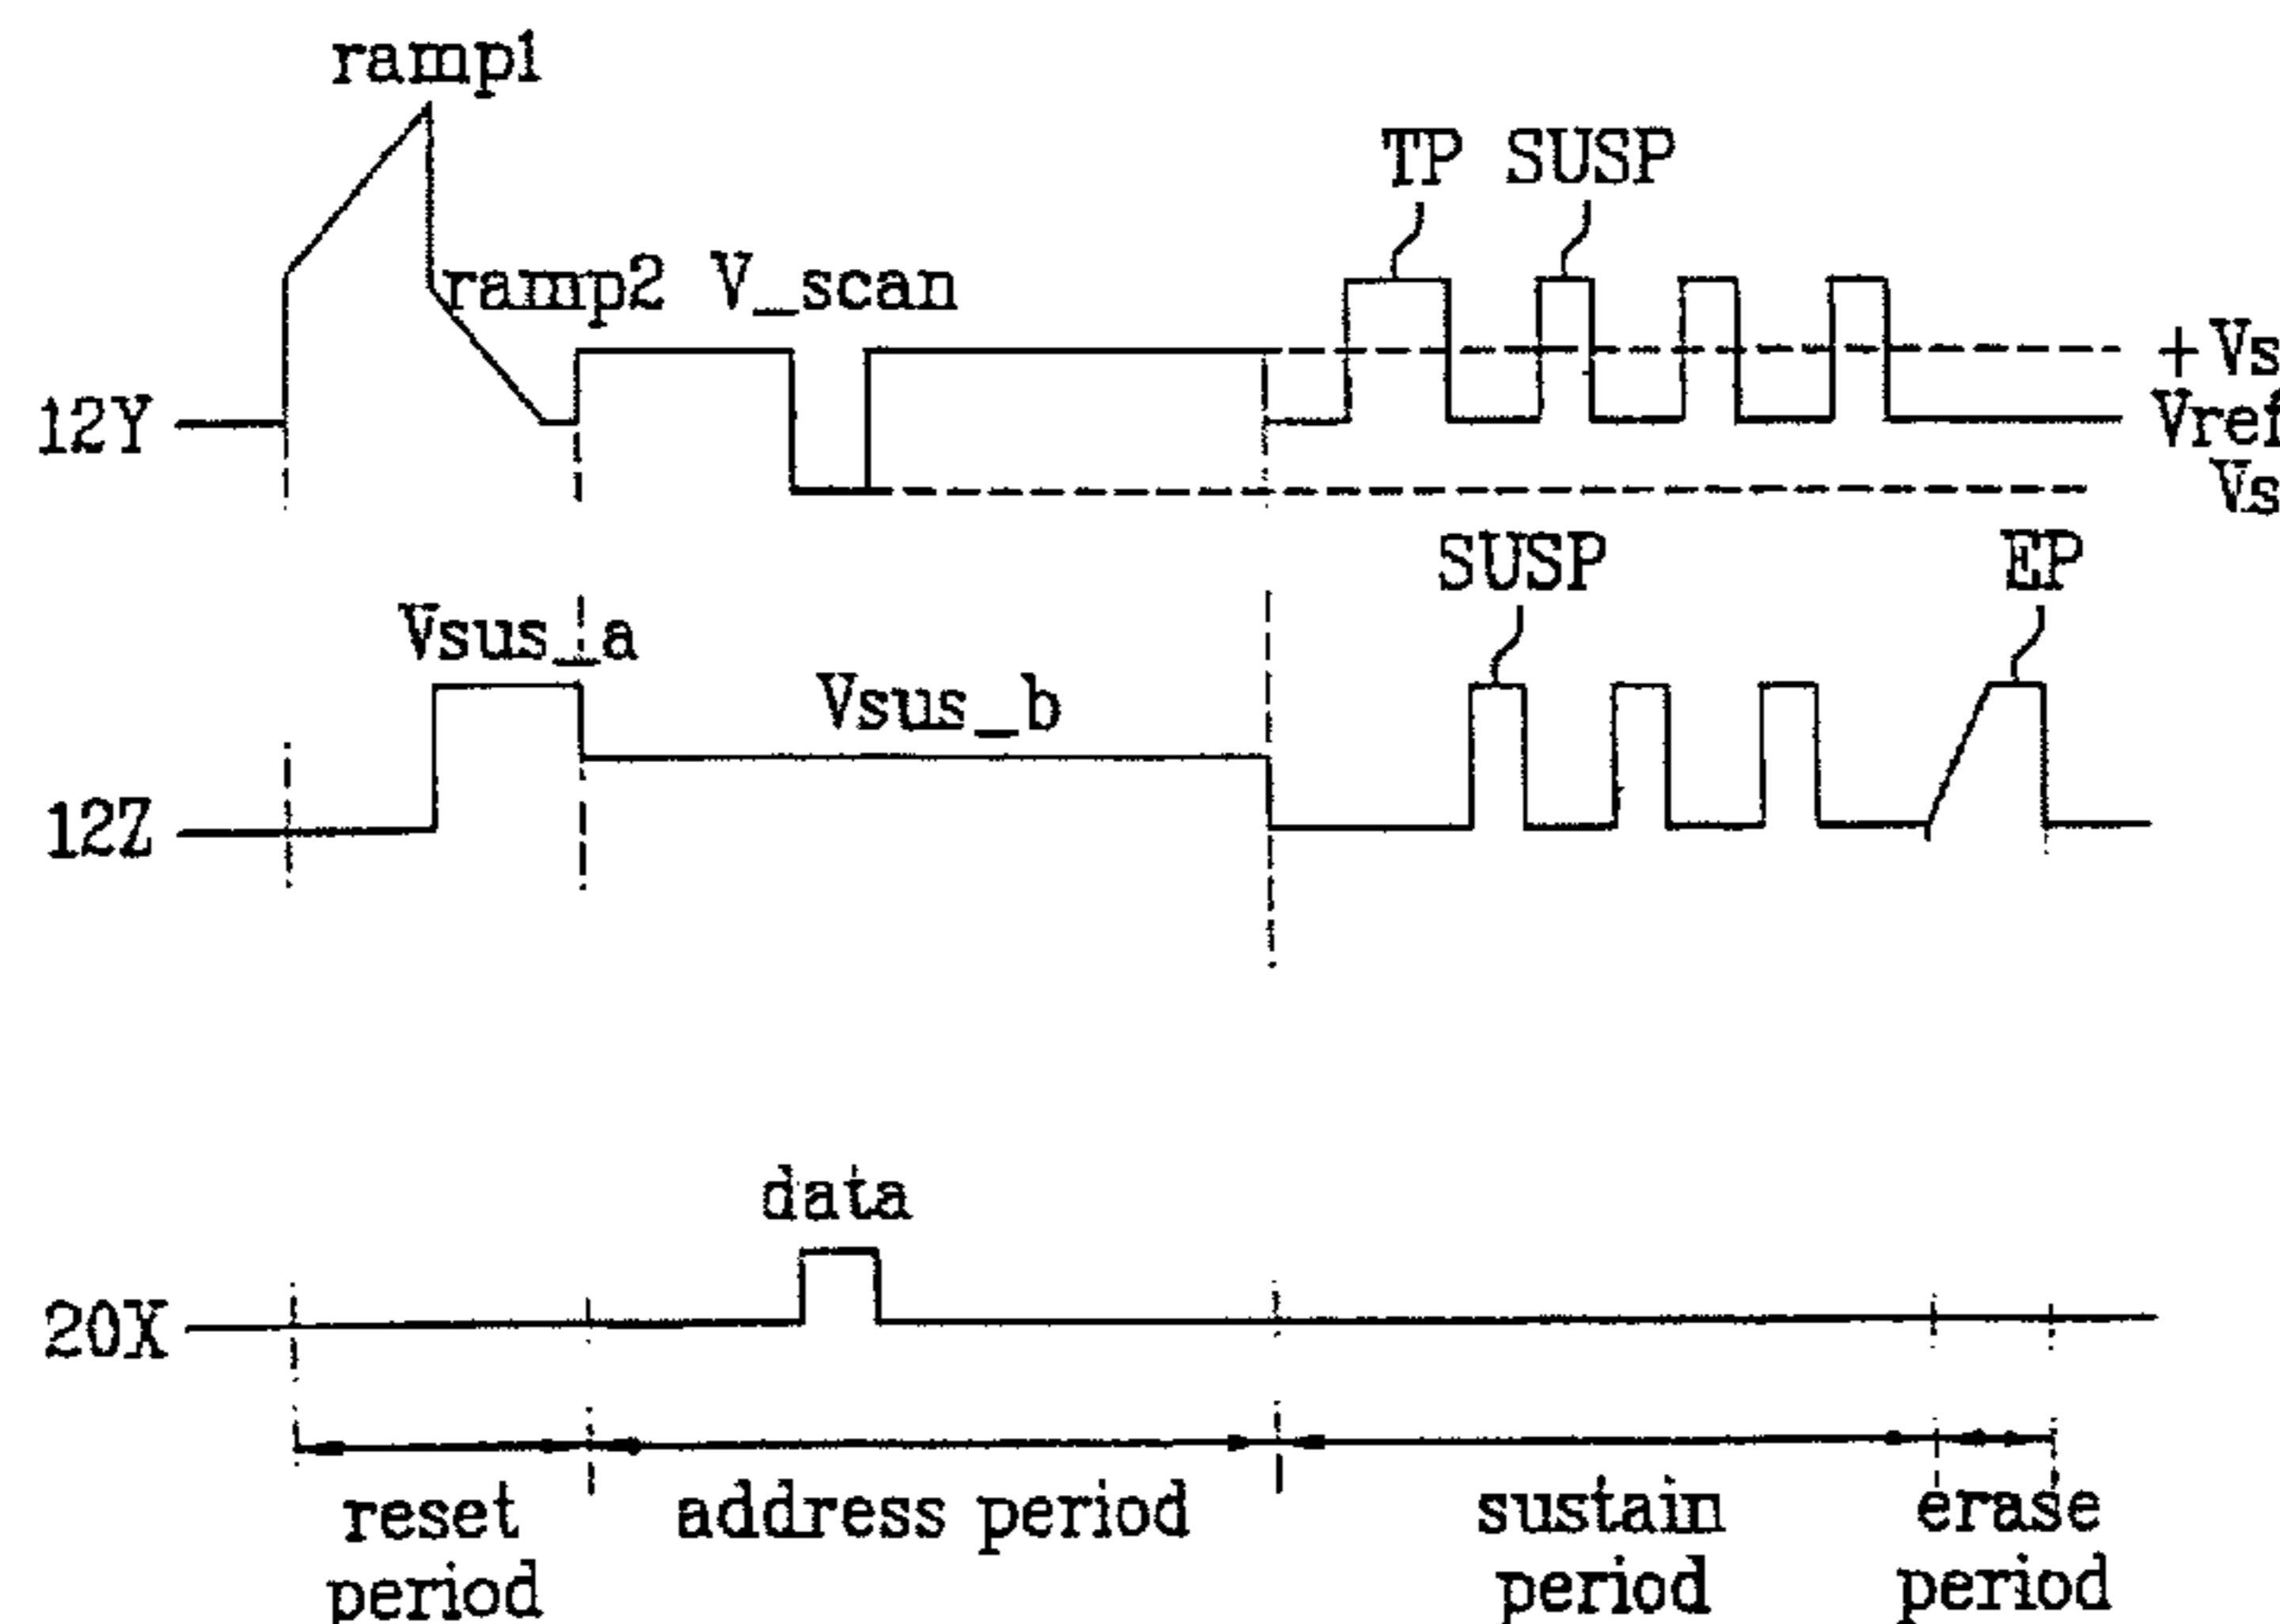 ramp1
TP SUSP
ramp2 V_scan
+Vs
12Y
Vref
Vs
SUSP
EP
Vsus_a
Vsus_b
12Z
data
20X
reset
period
address period
sustain
period
erase
period